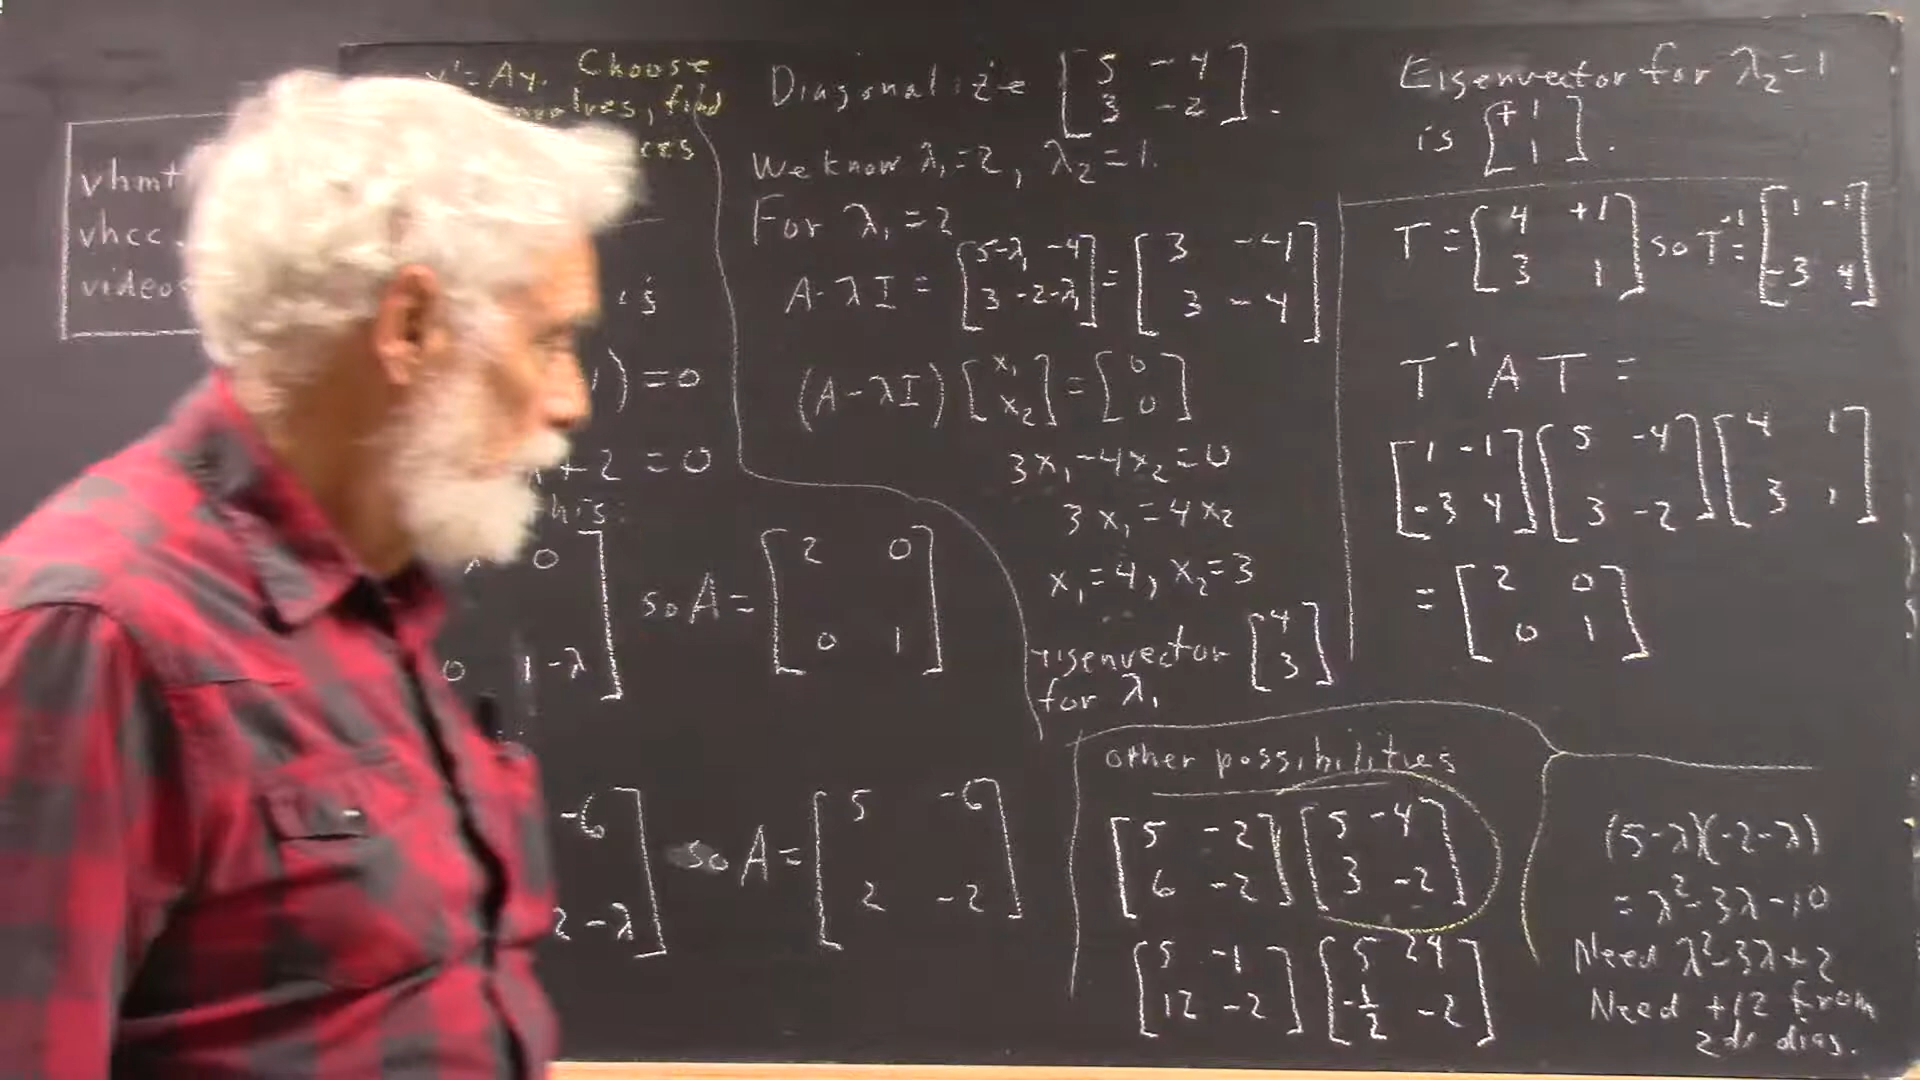 vhmt
vhcc.
videos
y'=Ay. Choose
find
is
)=0
+2=0
this:
0
0 1-λ
so A = [2 0
0 1]
-6
2-λ
so A = [5 -6
2 -2]
Diagonalize [5 -4
3 -2].
We know λ₁=2, λ₂=1.
For λ₁=2
A-λI = [5-λ₁ -4
3 -2-λ₁] = [3 -4
3 -4]
(A-λI)[x₁
x₂] = [0
0]
3x₁-4x₂=0
3x₁=4x₂
x₁=4, x₂=3
eigenvector [4
3]
for λ₁
Eigenvector for λ₂=1
is [+1
1].
T = [4 +1
3 1] so T⁻¹ = [1 -1
-3 4]
T⁻¹AT =
[1 -1
-3 4] [5 -4
3 -2] [4 1
3 1]
= [2 0
0 1]
other possibilities
[5 -2
6 -2] [5 -4
3 -2]
[5 -1
12 -2] [5 24
-1/2 -2]
(5-λ)(-2-λ)
=λ²-3λ-10
Need λ²-3λ+2
Need +12 from
2d diag.